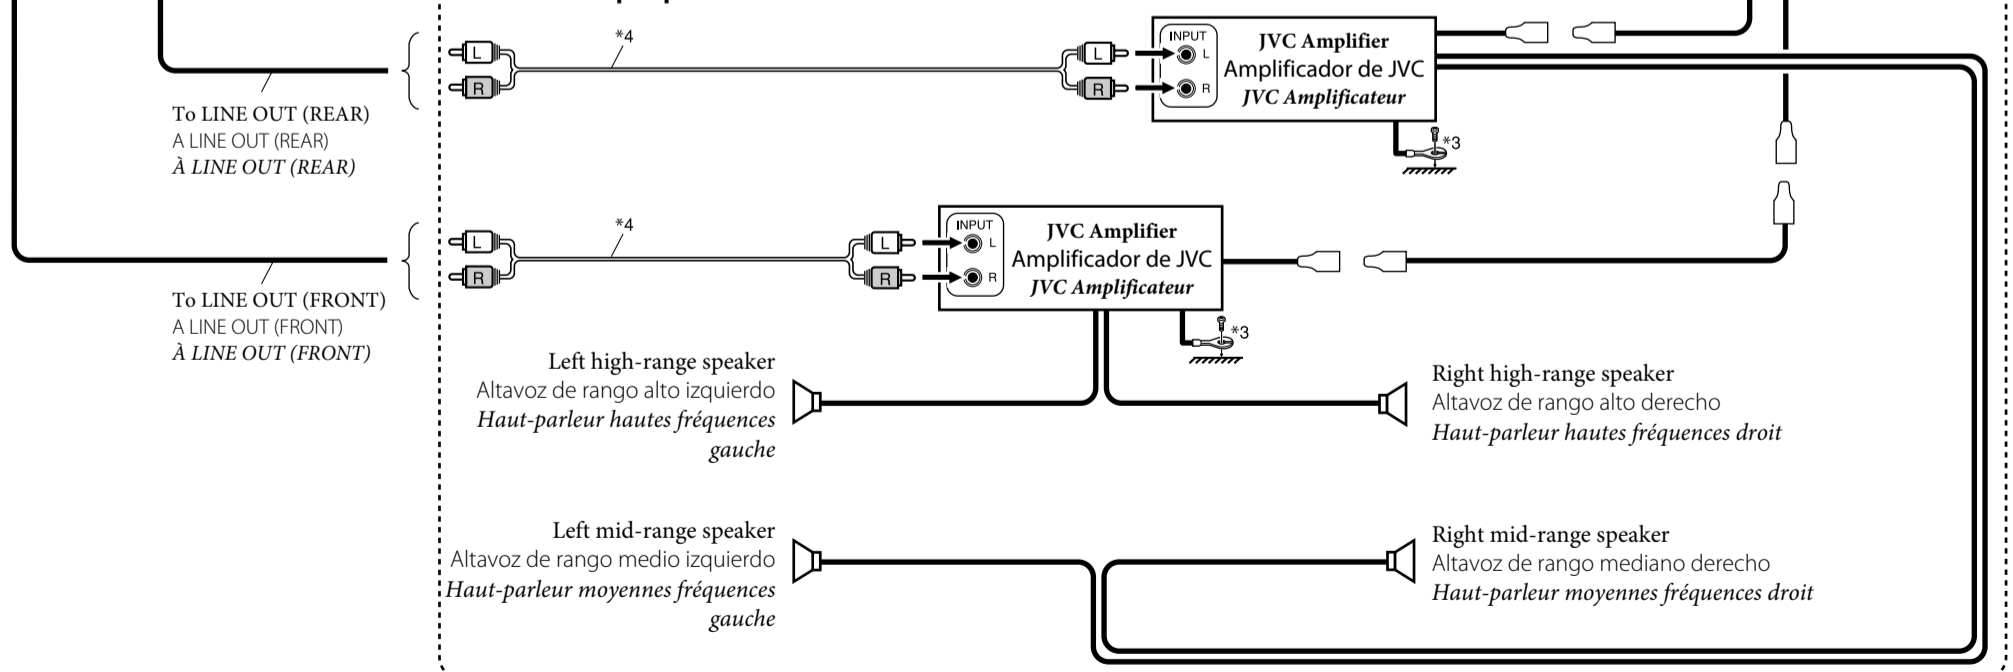 *4
L
R
L
R
INPUT
L
R
JVC Amplifier
Amplificador de JVC
JVC Amplificateur
*3
To LINE OUT (REAR)
A LINE OUT (REAR)
À LINE OUT (REAR)
*4
L
R
L
R
INPUT
L
R
JVC Amplifier
Amplificador de JVC
JVC Amplificateur
*3
To LINE OUT (FRONT)
A LINE OUT (FRONT)
À LINE OUT (FRONT)
Left high-range speaker
Altavoz de rango alto izquierdo
Haut-parleur hautes fréquences
gauche
Right high-range speaker
Altavoz de rango alto derecho
Haut-parleur hautes fréquences droit
Left mid-range speaker
Altavoz de rango medio izquierdo
Haut-parleur moyennes fréquences
gauche
Right mid-range speaker
Altavoz de rango mediano derecho
Haut-parleur moyennes fréquences droit